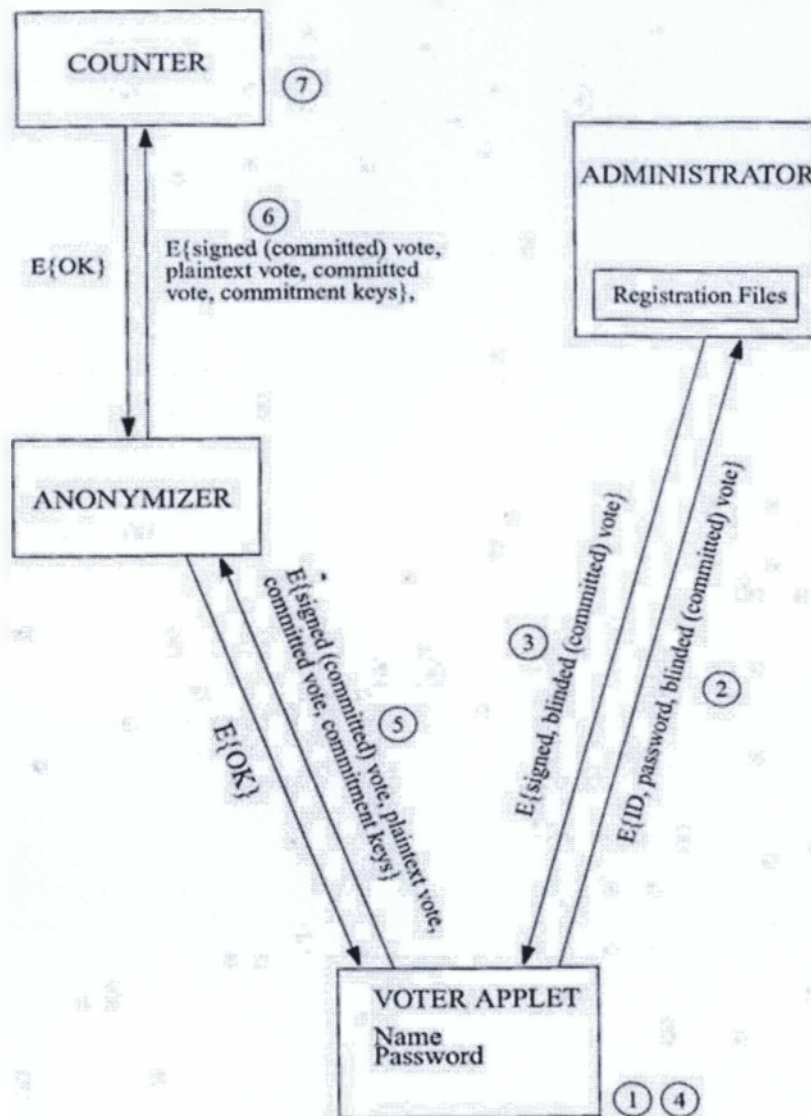 COUNTER
7
ADMINISTRATOR
Registration Files
6
E{signed (committed) vote,
plaintext vote, committed
vote, commitment keys},
E{OK}
ANONYMIZER
E{signed (committed) vote, plaintext vote,
committed vote, commitment keys}
5
E{OK}
3
E{signed, blinded (committed) vote}
2
E{ID, password, blinded (committed) vote}
VOTER APPLET
Name
Password
1 4